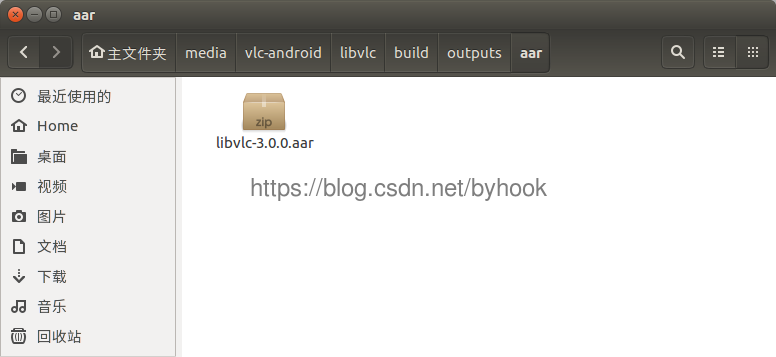 aar
主文件夹 media vlc-android libvlc build outputs aar
最近使用的
Home
桌面
视频
图片
文档
下载
音乐
回收站
zip
libvlc-3.0.0.aar
https://blog.csdn.net/byhook